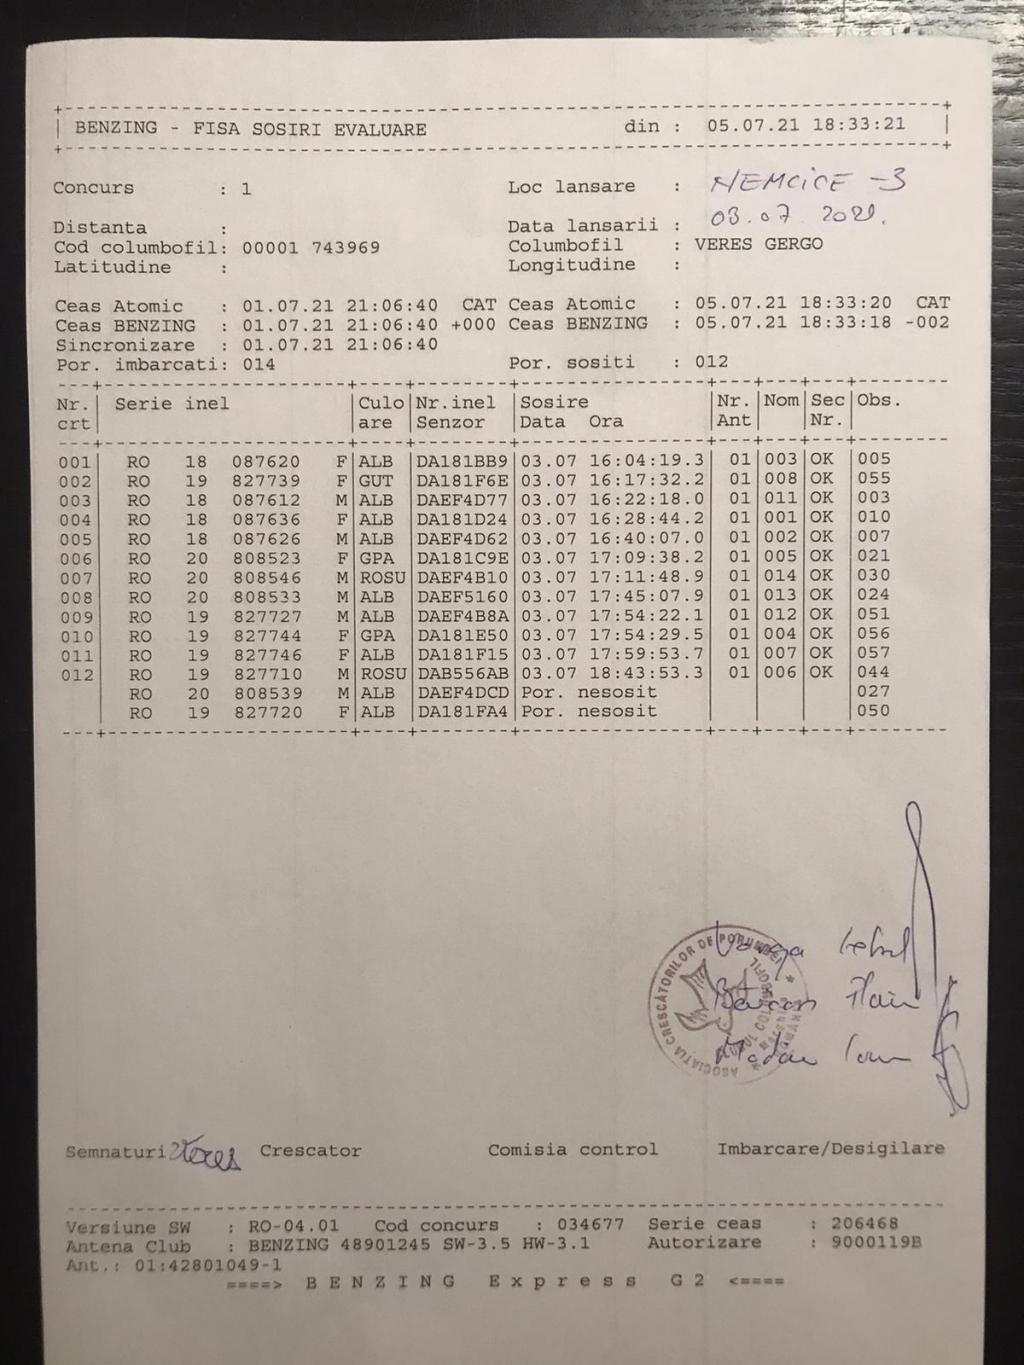 BENZING - FISA SOSIRI EVALUARE din : 05.07.21 18:33:21
Concurs : 1 Loc lansare : NEMCICE -3
Distanta : Data lansarii : 03.07 2021.
Cod columbofil: 00001 743969 Columbofil : VERES GERGO
Latitudine : Longitudine :
Ceas Atomic : 01.07.21 21:06:40 CAT Ceas Atomic : 05.07.21 18:33:20 CAT
Ceas BENZING : 01.07.21 21:06:40 +000 Ceas BENZING : 05.07.21 18:33:18 -002
Sincronizare : 01.07.21 21:06:40
Por. imbarcati: 014 Por. sositi : 012
Nr. Serie inel Culo Nr.inel Sosire Nr. Nom Sec Obs.
crt are Senzor Data Ora Ant Nr.
001 RO 18 087620 F ALB DA181BB9 03.07 16:04:19.3 01 003 OK 005
002 RO 19 827739 F GUT DA181F6E 03.07 16:17:32.2 01 008 OK 055
003 RO 18 087612 M ALB DAEF4D77 03.07 16:22:18.0 01 011 OK 003
004 RO 18 087636 F ALB DA181D24 03.07 16:28:44.2 01 001 OK 010
005 RO 18 087626 M ALB DAEF4D62 03.07 16:40:07.0 01 002 OK 007
006 RO 20 808523 F GPA DA181C9E 03.07 17:09:38.2 01 005 OK 021
007 RO 20 808546 M ROSU DAEF4B10 03.07 17:11:48.9 01 014 OK 030
008 RO 20 808533 M ALB DAEF5160 03.07 17:45:07.9 01 013 OK 024
009 RO 19 827727 M ALB DAEF4B8A 03.07 17:54:22.1 01 012 OK 051
010 RO 19 827744 F GPA DA181E50 03.07 17:54:29.5 01 004 OK 056
011 RO 19 827746 F ALB DA181F15 03.07 17:59:53.7 01 007 OK 057
012 RO 19 827710 M ROSU DAB556AB 03.07 18:43:53.3 01 006 OK 044
RO 20 808539 M ALB DAEF4DCD Por. nesosit 027
RO 19 827720 F ALB DA181FA4 Por. nesosit 050
ASOCIATIA CRESCĂTORILOR DE PORUMBEI
Semnaturi Veres Crescator Comisia control Imbarcare/Desigilare
Versiune SW : RO-04.01 Cod concurs : 034677 Serie ceas : 206468
Antena Club : BENZING 48901245 SW-3.5 HW-3.1 Autorizare : 9000119B
Ant.: 01:42801049-1
====> BENZING Express G2 <====